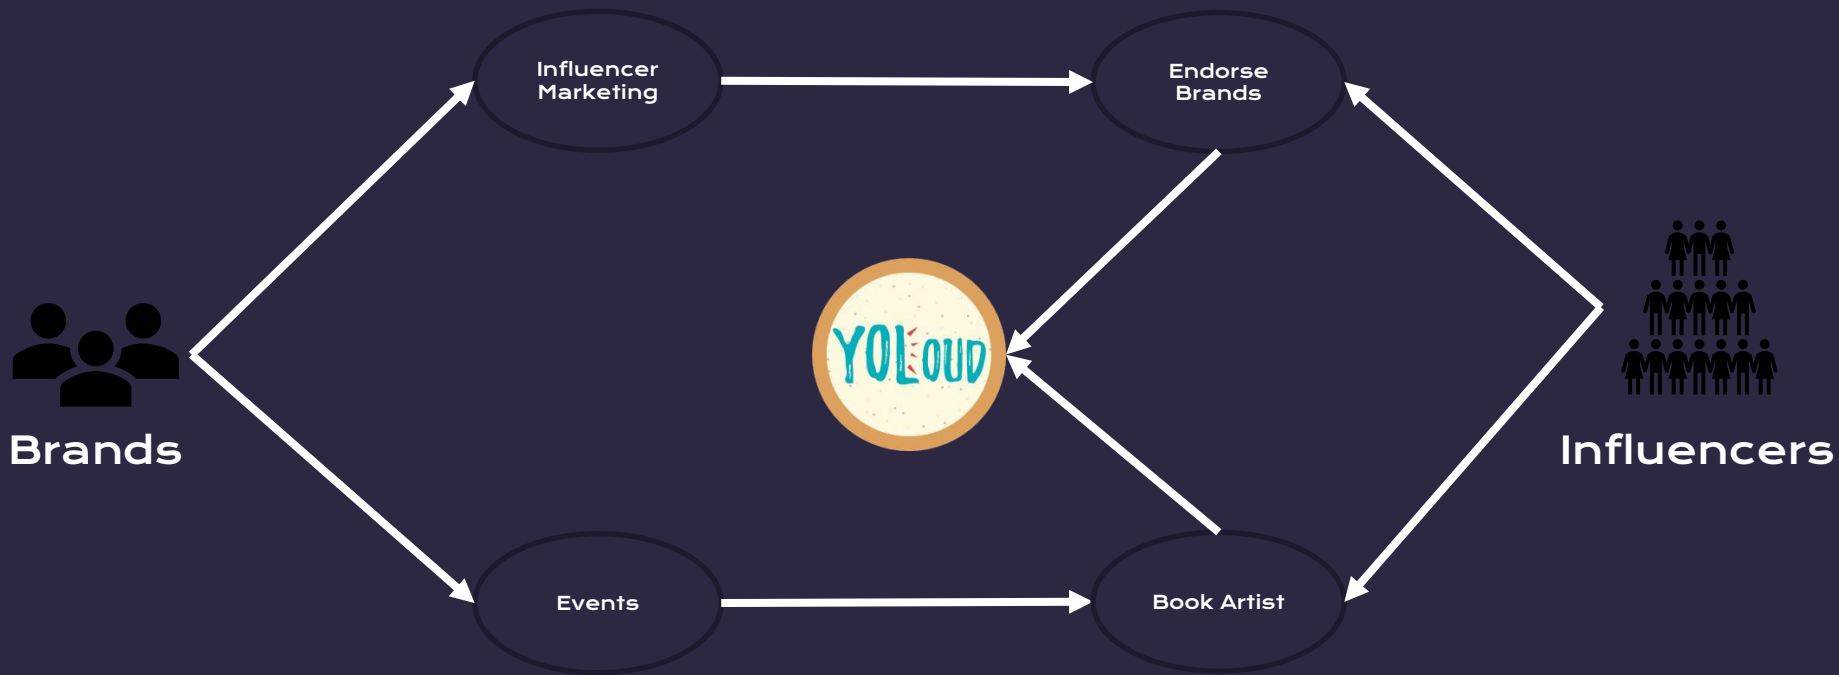 Influencer
Marketing
Endorse
Brands
YOLOUD
Brands
Influencers
Events
Book Artist